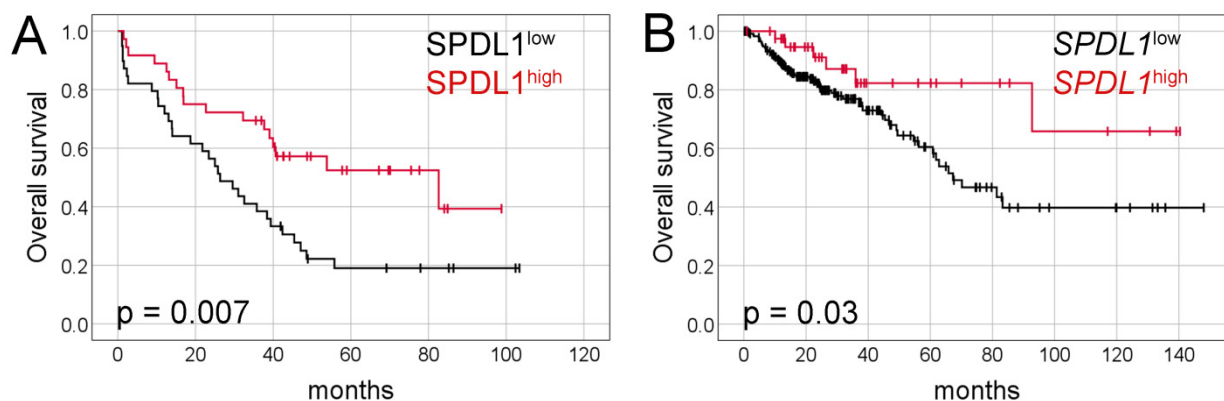 A
SPDL1low
SPDL1high
1.0
0.8
0.6
0.4
0.2
0.0
Overall survival
p = 0.007
0 20 40 60 80 100 120
months
B
SPDL1low
SPDL1high
1.0
0.8
0.6
0.4
0.2
0.0
Overall survival
p = 0.03
0 20 40 60 80 100 120 140
months